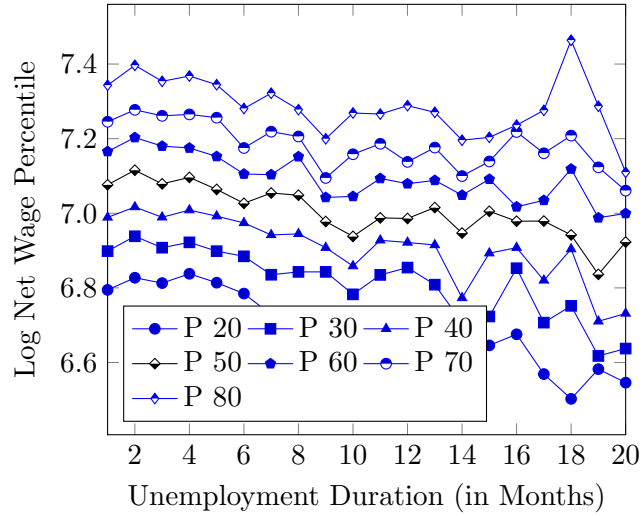 7.4
7.2
7.0
6.8
6.6
Log Net Wage Percentile
P 20 P 30 P 40
P 50 P 60 P 70
P 80
2 4 6 8 10 12 14 16 18 20
Unemployment Duration (in Months)